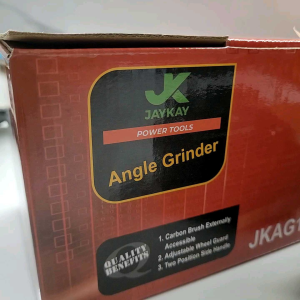 JK
JAYKAY
POWER TOOLS
Angle Grinder
QUALITY
BENEFITS
1. Carbon Brush Externally
Accessible
2. Adjustable Wheel Guard
3. Two Position Side Handle